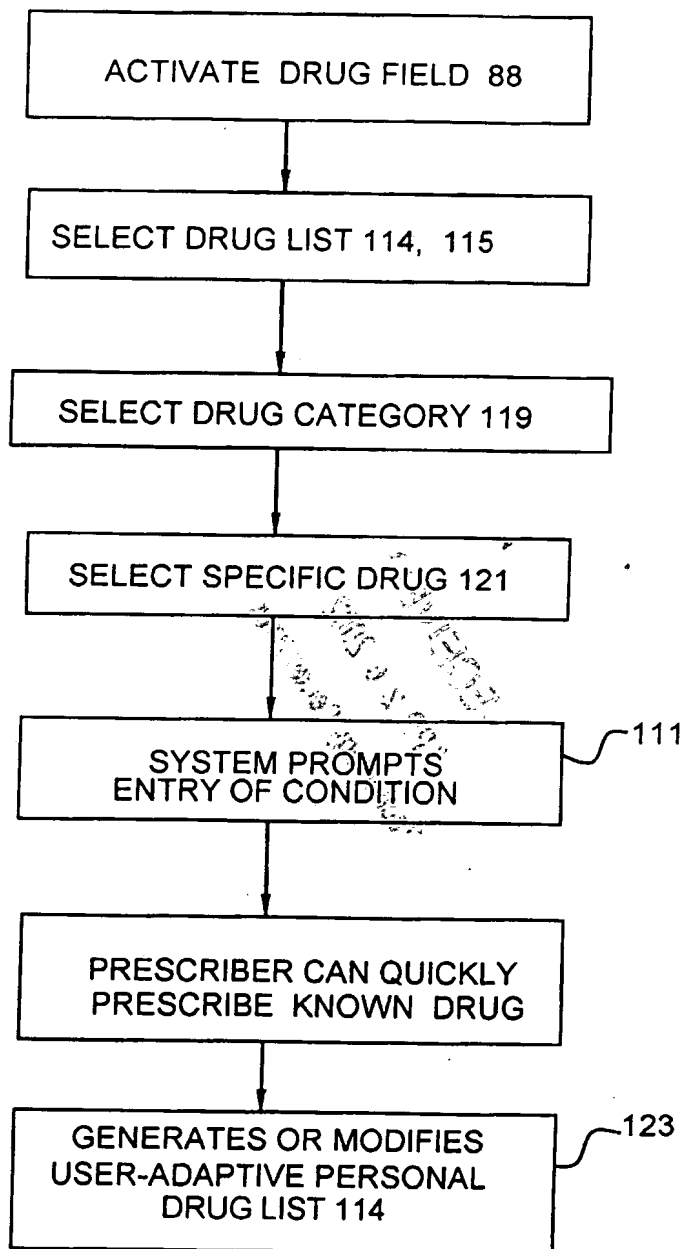 ACTIVATE DRUG FIELD 88
SELECT DRUG LIST 114, 115
SELECT DRUG CATEGORY 119
SELECT SPECIFIC DRUG 121
SYSTEM PROMPTS
ENTRY OF CONDITION
111
PRESCRIBER CAN QUICKLY
PRESCRIBE KNOWN DRUG
GENERATES OR MODIFIES
USER-ADAPTIVE PERSONAL
DRUG LIST 114
123